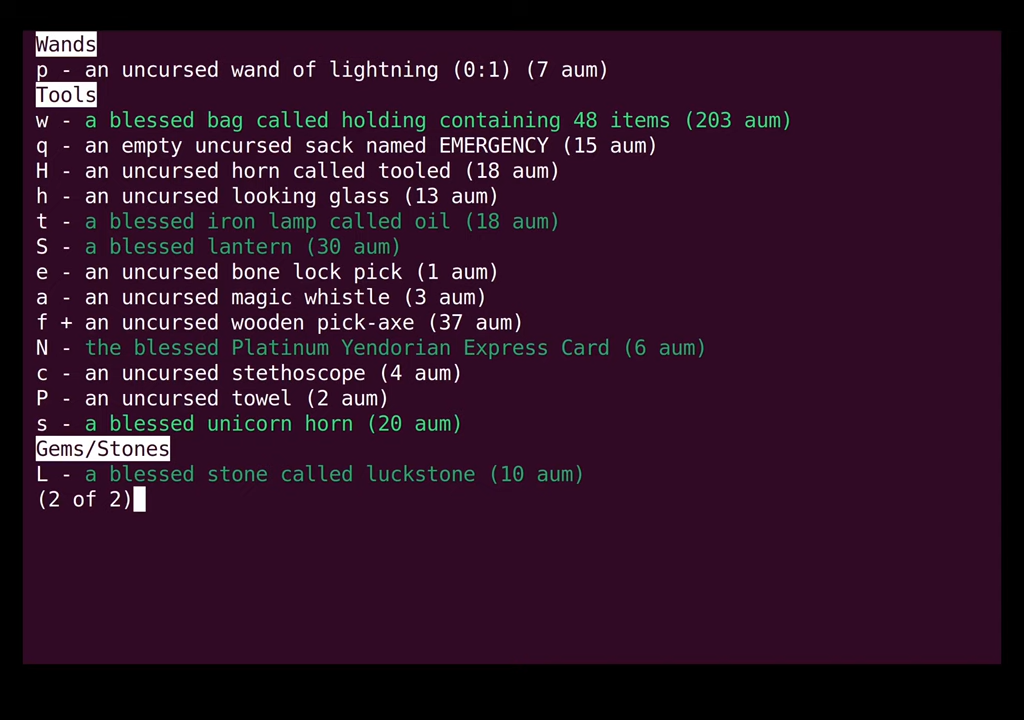 Wands
p - an uncursed wand of lightning (0:1) (7 aum)
Tools
w - a blessed bag called holding containing 48 items (203 aum)
q - an empty uncursed sack named EMERGENCY (15 aum)
H - an uncursed horn called tooled (18 aum)
h - an uncursed looking glass (13 aum)
t - a blessed iron lamp called oil (18 aum)
S - a blessed lantern (30 aum)
e - an uncursed bone lock pick (1 aum)
a - an uncursed magic whistle (3 aum)
f + an uncursed wooden pick-axe (37 aum)
N - the blessed Platinum Yendorian Express Card (6 aum)
c - an uncursed stethoscope (4 aum)
P - an uncursed towel (2 aum)
s - a blessed unicorn horn (20 aum)
Gems/Stones
L - a blessed stone called luckstone (10 aum)
(2 of 2)